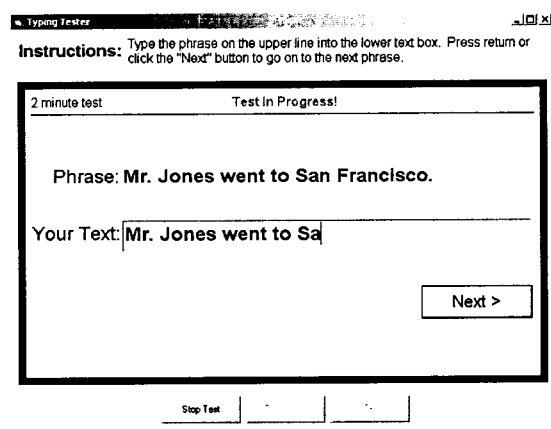 Typing Tester
Instructions: Type the phrase on the upper line into the lower text box. Press return or
click the "Next" button to go on to the next phrase.
2 minute test Test In Progress!
Phrase: Mr. Jones went to San Francisco.
Your Text: Mr. Jones went to Sa
Next >
Stop Test